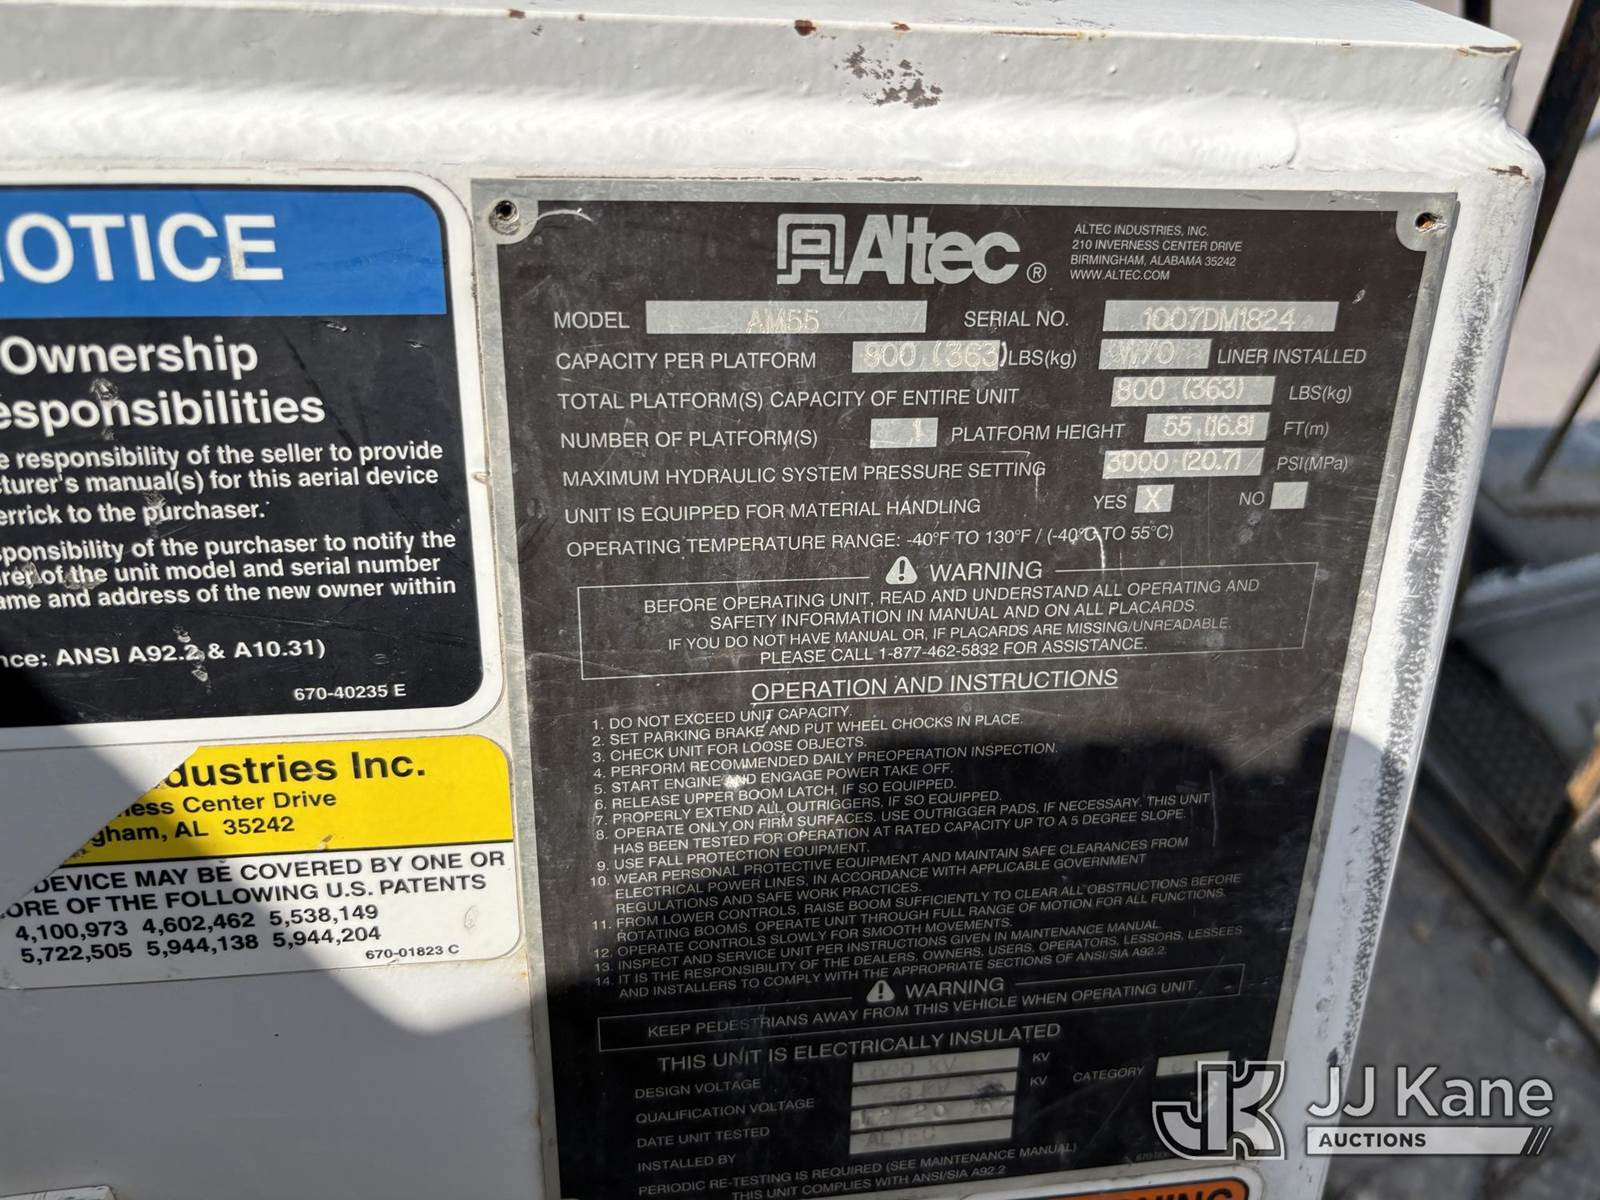 OTICE
Ownership
esponsibilities
e responsibility of the seller to provide
turer's manual(s) for this aerial device
errick to the purchaser.
ponsibility of the purchaser to notify the
rer of the unit model and serial number
ame and address of the new owner within
nce: ANSI A92.2 & A10.31)
670-40235 E
dustries Inc.
ness Center Drive
gham, AL 35242
DEVICE MAY BE COVERED BY ONE OR
ORE OF THE FOLLOWING U.S. PATENTS
4,100,973 4,602,462 5,538,149
5,722,505 5,944,138 5,944,204
670-01823 C
Altec ®
ALTEC INDUSTRIES, INC.
210 INVERNESS CENTER DRIVE
BIRMINGHAM, ALABAMA 35242
WWW.ALTEC.COM
MODEL AM55 SERIAL NO. 1007DM1824
CAPACITY PER PLATFORM 800 (363) LBS(kg) W/O LINER INSTALLED
TOTAL PLATFORM(S) CAPACITY OF ENTIRE UNIT 800 (363) LBS(kg)
NUMBER OF PLATFORM(S) 1 PLATFORM HEIGHT 55 (16.8) FT(m)
MAXIMUM HYDRAULIC SYSTEM PRESSURE SETTING 3000 (20.7) PSI(MPa)
UNIT IS EQUIPPED FOR MATERIAL HANDLING YES X NO
OPERATING TEMPERATURE RANGE: -40°F TO 130°F / (-40°C TO 55°C)
WARNING
BEFORE OPERATING UNIT, READ AND UNDERSTAND ALL OPERATING AND
SAFETY INFORMATION IN MANUAL AND ON ALL PLACARDS.
IF YOU DO NOT HAVE MANUAL OR, IF PLACARDS ARE MISSING/UNREADABLE.
PLEASE CALL 1-877-462-5832 FOR ASSISTANCE.
OPERATION AND INSTRUCTIONS
1. DO NOT EXCEED UNIT CAPACITY.
2. SET PARKING BRAKE AND PUT WHEEL CHOCKS IN PLACE.
3. CHECK UNIT FOR LOOSE OBJECTS.
4. PERFORM RECOMMENDED DAILY PREOPERATION INSPECTION.
5. START ENGINE AND ENGAGE POWER TAKE OFF.
6. RELEASE UPPER BOOM LATCH, IF SO EQUIPPED.
7. PROPERLY EXTEND ALL OUTRIGGERS, IF SO EQUIPPED.
8. OPERATE ONLY ON FIRM SURFACES. USE OUTRIGGER PADS, IF NECESSARY. THIS UNIT
HAS BEEN TESTED FOR OPERATION AT RATED CAPACITY UP TO A 5 DEGREE SLOPE.
9. USE FALL PROTECTION EQUIPMENT.
10. WEAR PERSONAL PROTECTIVE EQUIPMENT AND MAINTAIN SAFE CLEARANCES FROM
ELECTRICAL POWER LINES, IN ACCORDANCE WITH APPLICABLE GOVERNMENT
REGULATIONS AND SAFE WORK PRACTICES.
11. FROM LOWER CONTROLS, RAISE BOOM SUFFICIENTLY TO CLEAR ALL OBSTRUCTIONS BEFORE
ROTATING BOOMS. OPERATE UNIT THROUGH FULL RANGE OF MOTION FOR ALL FUNCTIONS.
12. OPERATE CONTROLS SLOWLY FOR SMOOTH MOVEMENTS.
13. INSPECT AND SERVICE UNIT PER INSTRUCTIONS GIVEN IN MAINTENANCE MANUAL.
14. IT IS THE RESPONSIBILITY OF THE DEALERS, OWNERS, USERS, OPERATORS, LESSORS, LESSEES
AND INSTALLERS TO COMPLY WITH THE APPROPRIATE SECTIONS OF ANSI/SIA A92.2.
WARNING
KEEP PEDESTRIANS AWAY FROM THIS VEHICLE WHEN OPERATING UNIT.
THIS UNIT IS ELECTRICALLY INSULATED
DESIGN VOLTAGE KV
QUALIFICATION VOLTAGE KV CATEGORY
DATE UNIT TESTED
INSTALLED BY ALTEC
PERIODIC RE-TESTING IS REQUIRED (SEE MAINTENANCE MANUAL)
THIS UNIT COMPLIES WITH ANSI/SIA A92.2
JK JJ Kane
AUCTIONS